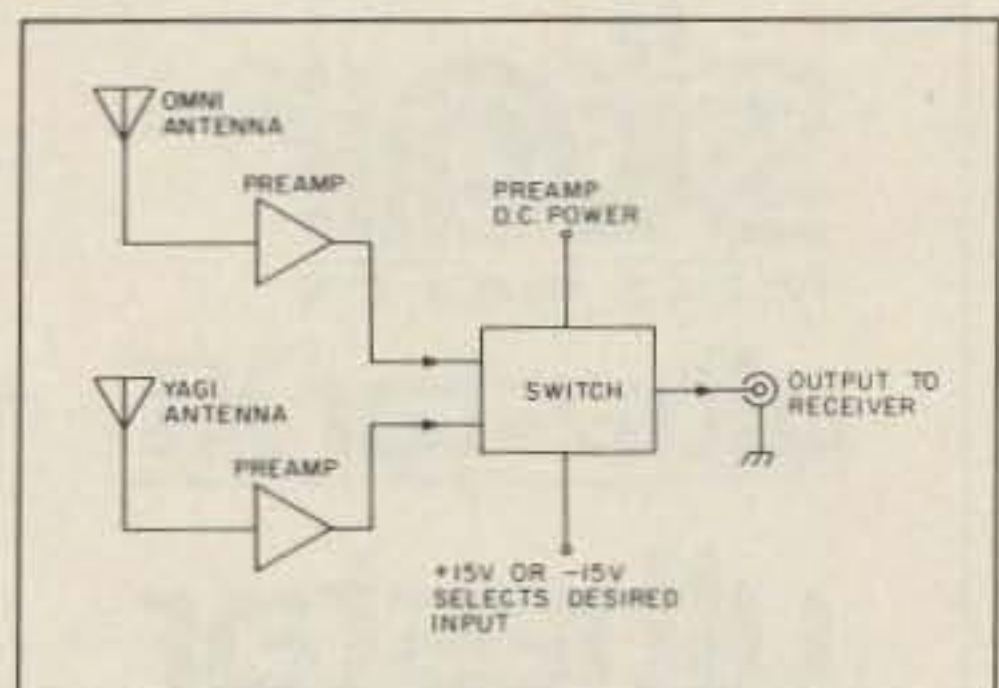 OMNI
ANTENNA
PREAMP
PREAMP
D.C. POWER
YAGI
ANTENNA
SWITCH
OUTPUT TO
RECEIVER
PREAMP
+15V OR -15V
SELECTS DESIRED
INPUT